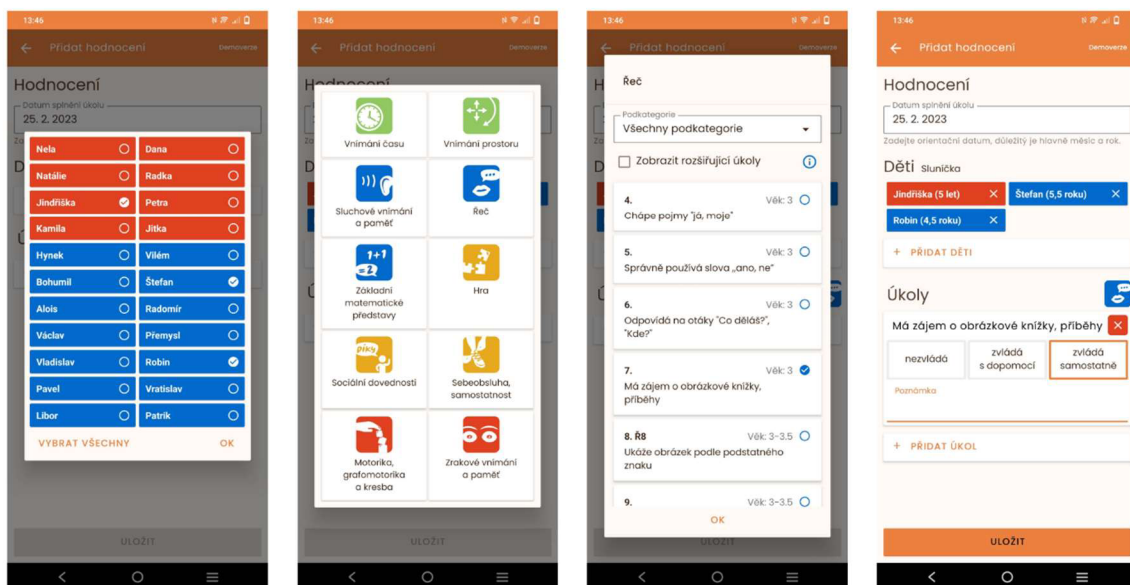 13:46
Přidat hodnocení
Demoverze
Hodnocení
Datum splnění úkolu
25. 2. 2023
Nela
Dana
Natálie
Radka
Jindřiška
Petra
Kamila
Jitka
Hynek
Vilém
Bohumil
Štefan
Alois
Radomír
Václav
Přemysl
Vladislav
Robin
Pavel
Vratislav
Libor
Patrik
VYBRAT VŠECHNY
OK
ULOŽIT
13:46
Přidat hodnocení
Demoverze
Vnímání času
Vnímání prostoru
Sluchové vnímání
a paměť
Řeč
1+1
=2
Základní
matematické
představy
Hra
DÍKY
Sociální dovednosti
Sebeobsluha,
samostatnost
Motorika,
grafomotorika
a kresba
Zrakové vnímání
a paměť
ULOŽIT
13:46
Přidat hodnocení
Demoverze
Řeč
Podkategorie
Všechny podkategorie
Zobrazit rozšiřující úkoly
4.
Věk: 3
Chápe pojmy "já, moje"
5.
Věk: 3
Správně používá slova „ano, ne"
6.
Věk: 3
Odpovídá na otáky "Co děláš?",
"Kde?"
7.
Věk: 3
Má zájem o obrázkové knížky,
příběhy
8. Ř8
Věk: 3-3.5
Ukáže obrázek podle podstatného
znaku
9.
Věk: 3-3.5
OK
ULOŽIT
13:46
Přidat hodnocení
Demoverze
Hodnocení
Datum splnění úkolu
25. 2. 2023
Zadejte orientační datum, důležitý je hlavně měsíc a rok.
Děti Sluníčka
Jindřiška (5 let)
Štefan (5,5 roku)
Robin (4,5 roku)
+ PŘIDAT DĚTI
Úkoly
Má zájem o obrázkové knížky, příběhy
nezvládá
zvládá
s dopomocí
zvládá
samostatně
Poznámka
+ PŘIDAT ÚKOL
ULOŽIT